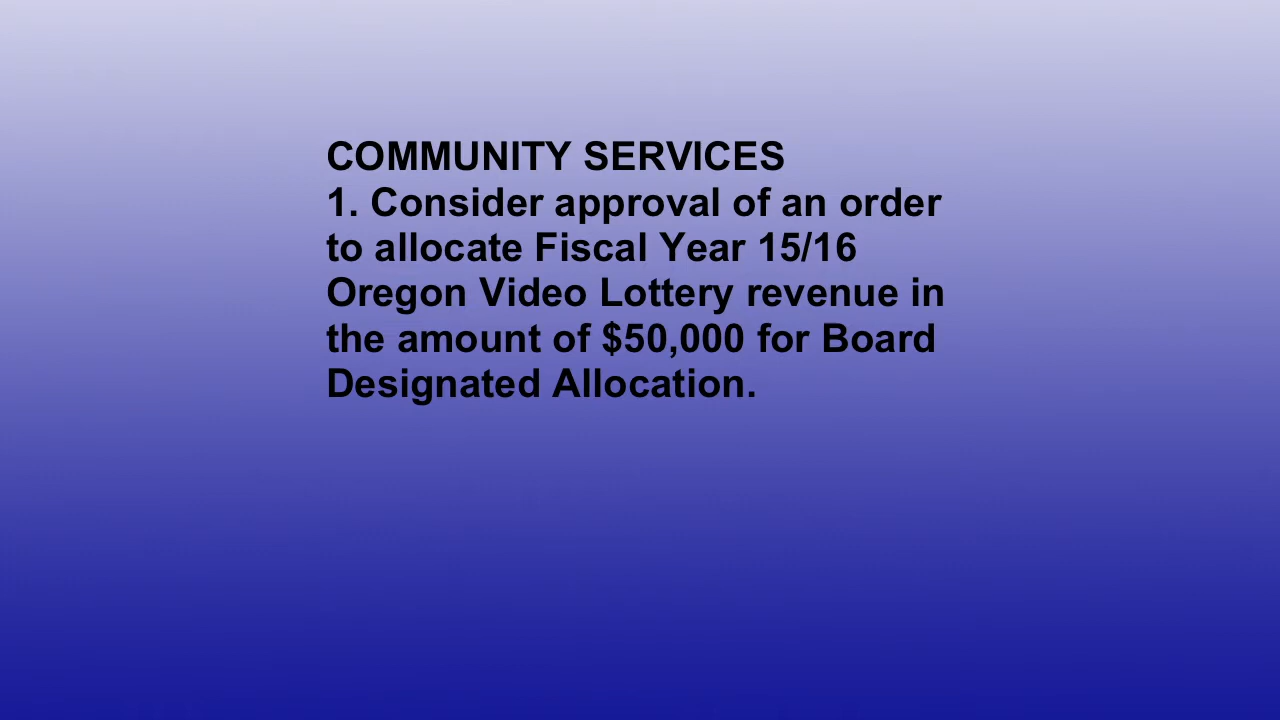 COMMUNITY SERVICES
1. Consider approval of an order
to allocate Fiscal Year 15/16
Oregon Video Lottery revenue in
the amount of $50,000 for Board
Designated Allocation.